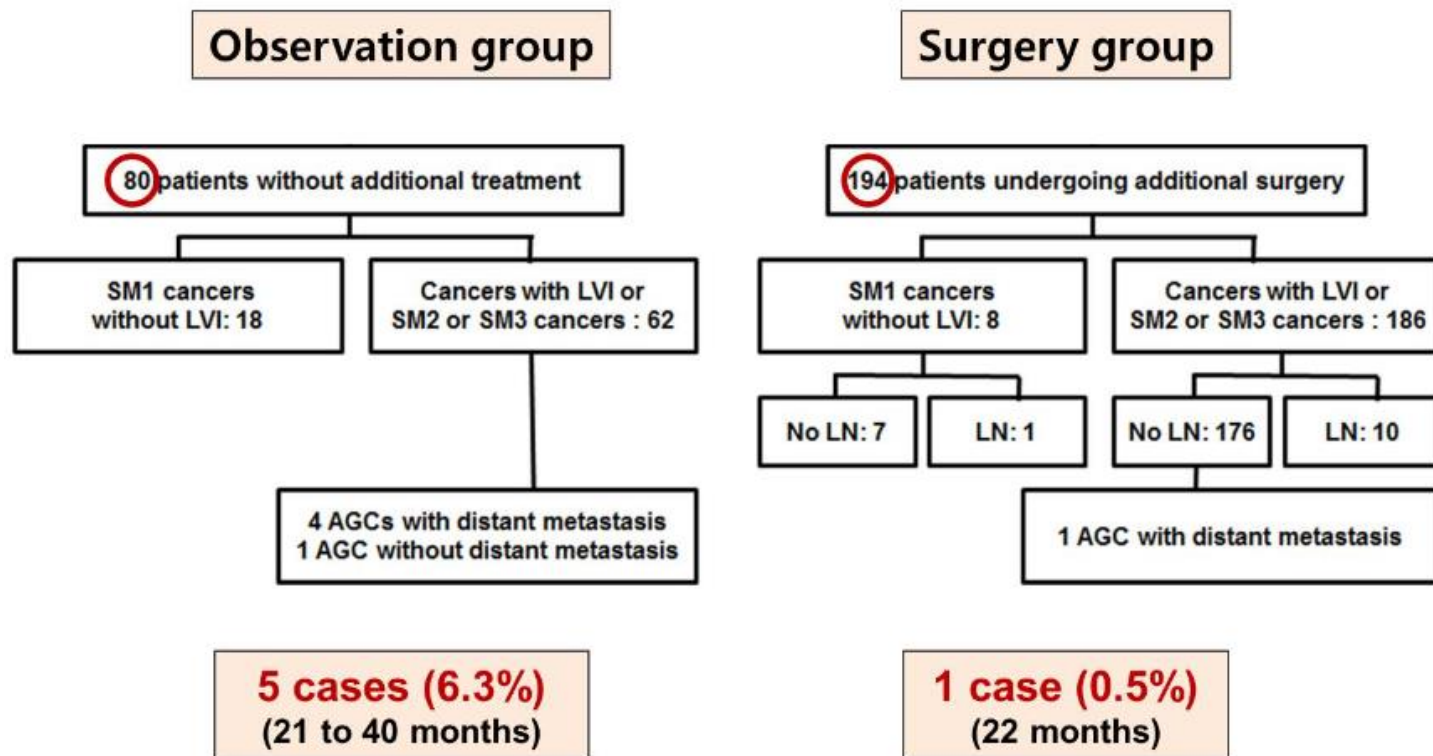 Observation group
80 patients without additional treatment
SM1 cancers
without LVI: 18
Cancers with LVI or
SM2 or SM3 cancers : 62
4 AGCs with distant metastasis
1 AGC without distant metastasis
5 cases (6.3%)
(21 to 40 months)
Surgery group
194 patients undergoing additional surgery
SM1 cancers
without LVI: 8
Cancers with LVI or
SM2 or SM3 cancers : 186
No LN: 7
LN: 1
No LN: 176
LN: 10
1 AGC with distant metastasis
1 case (0.5%)
(22 months)